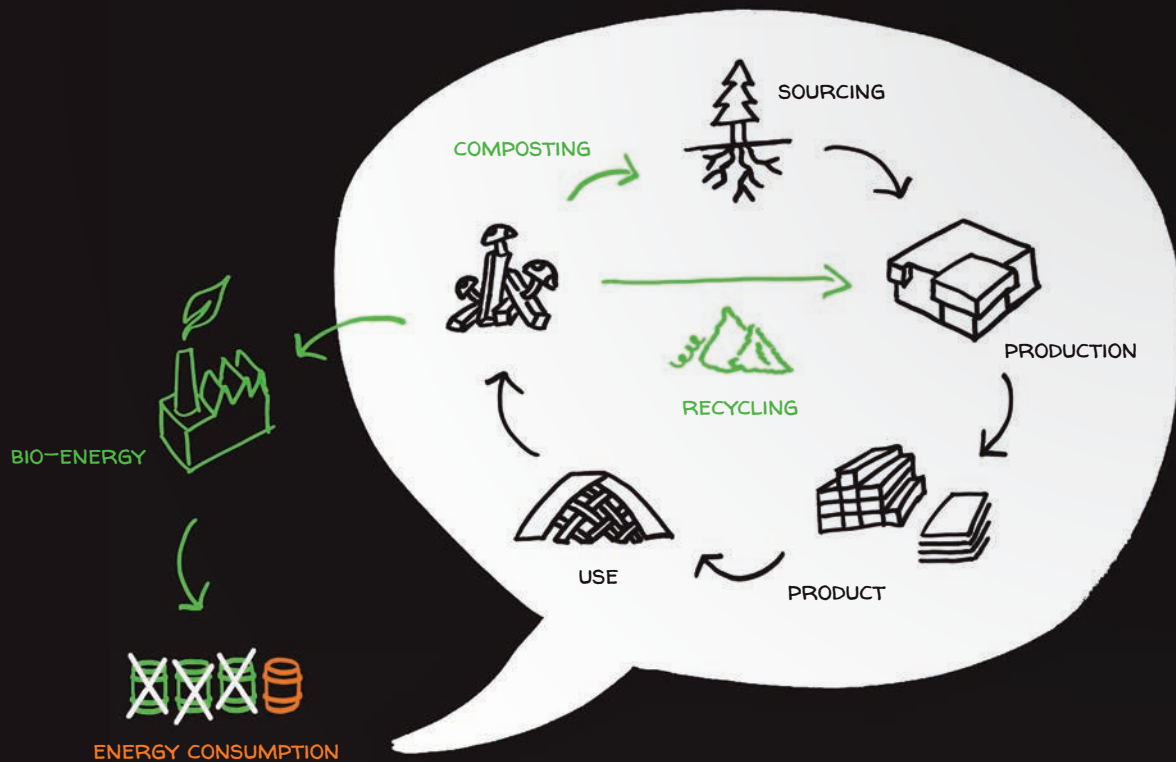 SOURCING
COMPOSTING
PRODUCTION
RECYCLING
BIO-ENERGY
USE
PRODUCT
ENERGY CONSUMPTION